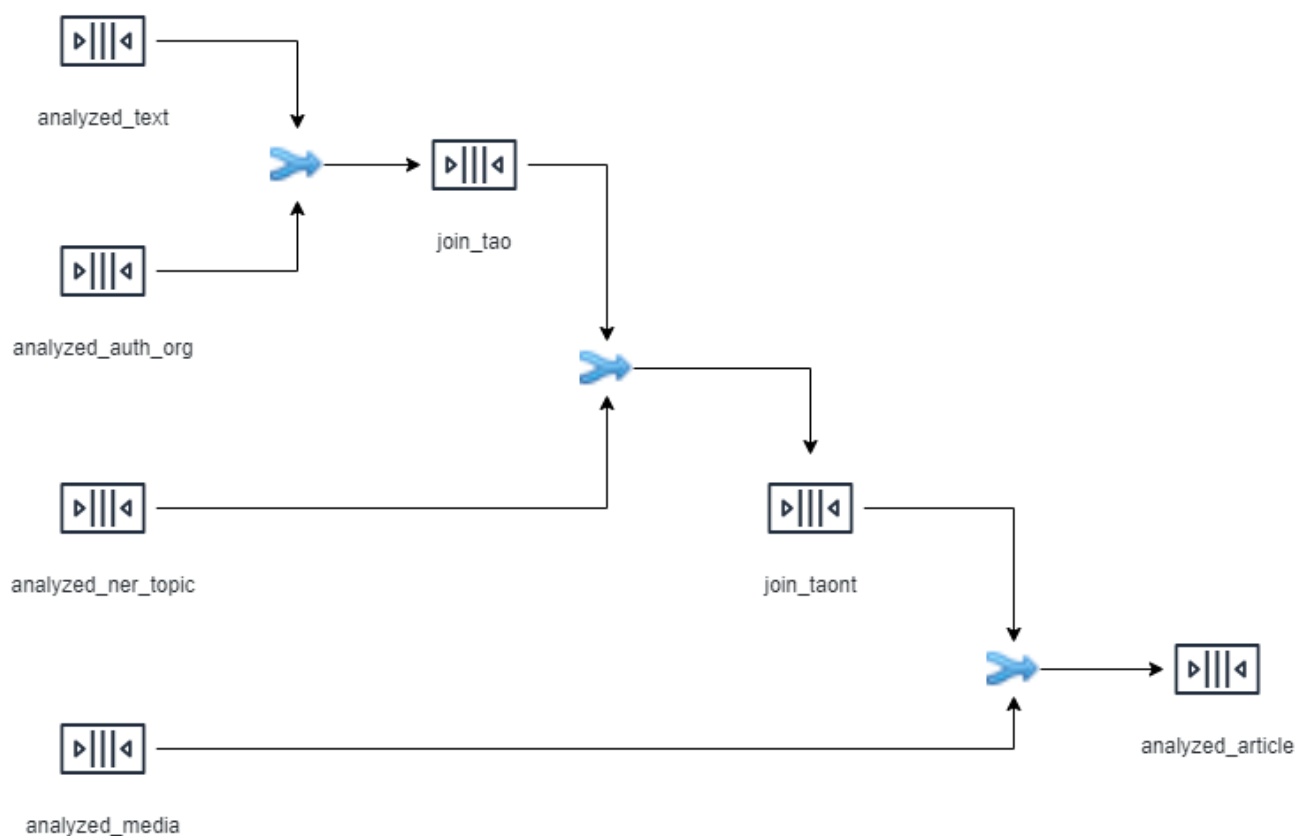 analyzed_text
join_tao
analyzed_auth_org
analyzed_ner_topic
join_taont
analyzed_article
analyzed_media